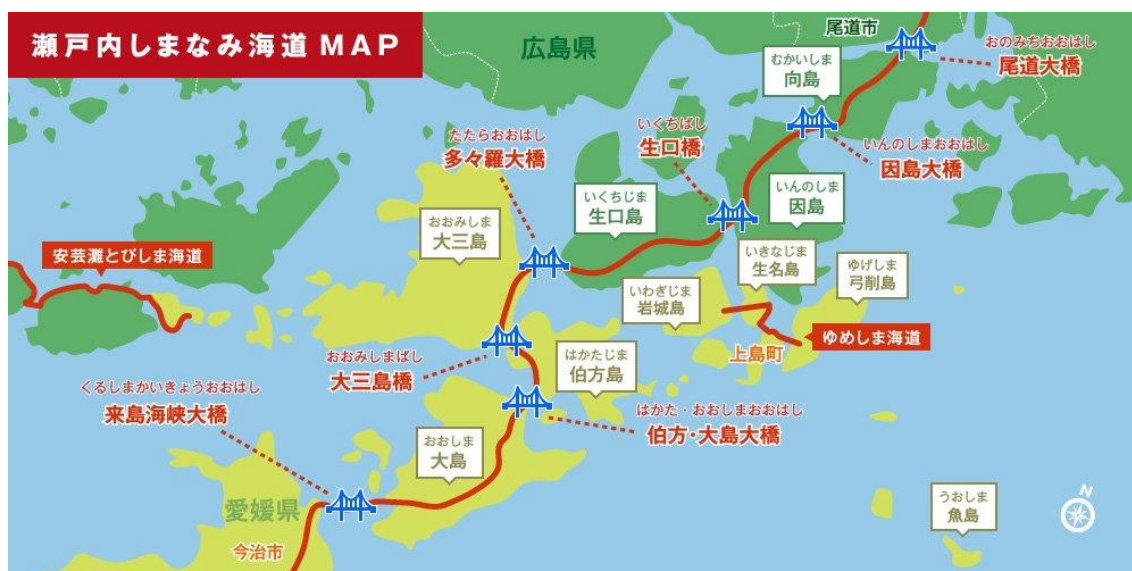 瀬戸内しまなみ海道 MAP
広島県
尾道市
おのみちおおはし
尾道大橋
むかいしま
向島
いんのしまおおはし
因島大橋
いくちばし
生口橋
たたらおおはし
多々羅大橋
いくちじま
生口島
いんのしま
因島
おおみしま
大三島
安芸灘とびしま海道
いきなじま
生名島
ゆげしま
弓削島
いわぎじま
岩城島
ゆめしま海道
上島町
おおみしまばし
大三島橋
はかたじま
伯方島
くるしまかいきょうおおはし
来島海峡大橋
はかた・おおしまおおはし
伯方・大島大橋
おおしま
大島
愛媛県
今治市
うおしま
魚島
N